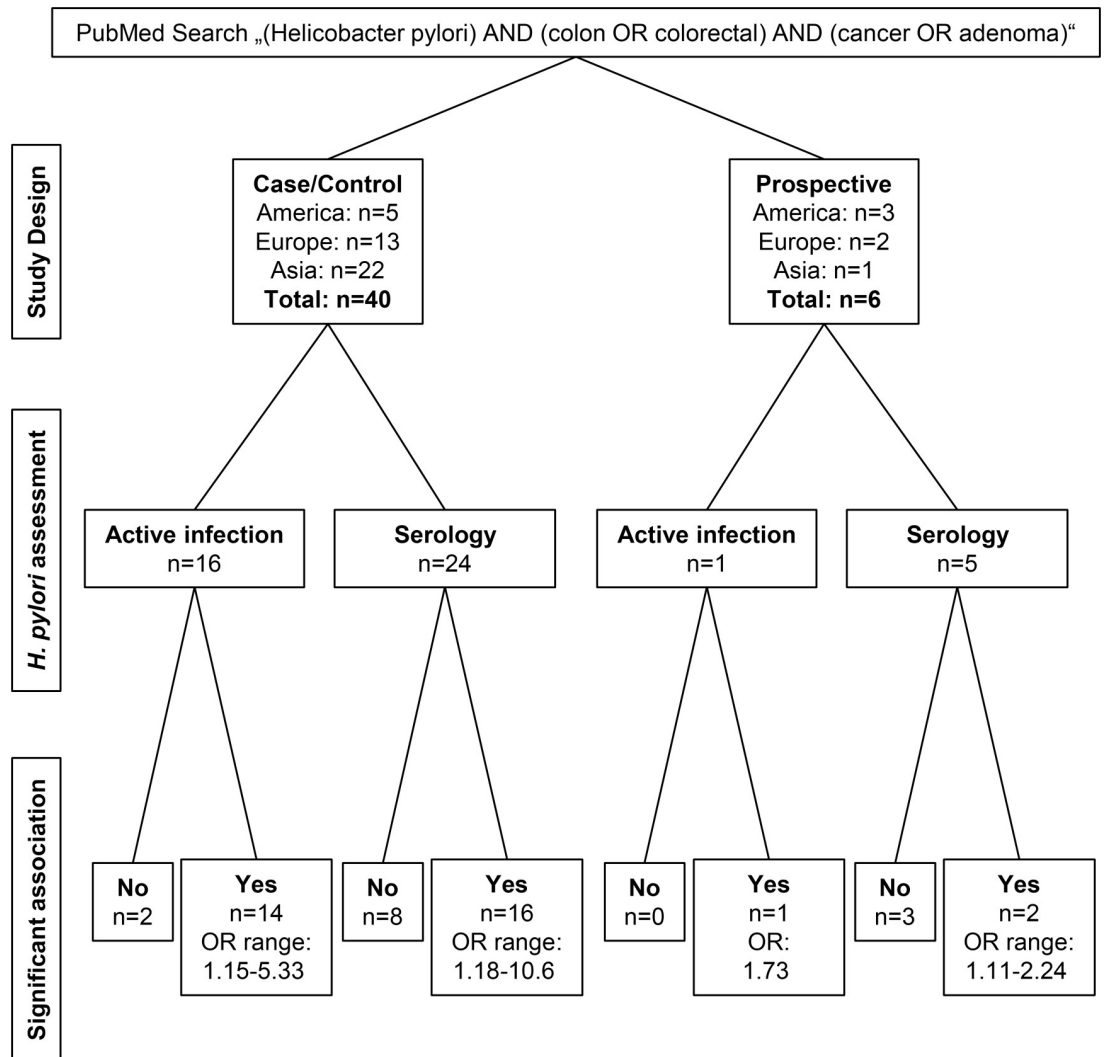 PubMed Search „(Helicobacter pylori) AND (colon OR colorectal) AND (cancer OR adenoma)“
Study Design
Case/Control
America: n=5
Europe: n=13
Asia: n=22
Total: n=40
Prospective
America: n=3
Europe: n=2
Asia: n=1
Total: n=6
H. pylori assessment
Active infection
n=16
Serology
n=24
Active infection
n=1
Serology
n=5
Significant association
No
n=2
Yes
n=14
OR range:
1.15-5.33
No
n=8
Yes
n=16
OR range:
1.18-10.6
No
n=0
Yes
n=1
OR:
1.73
No
n=3
Yes
n=2
OR range:
1.11-2.24